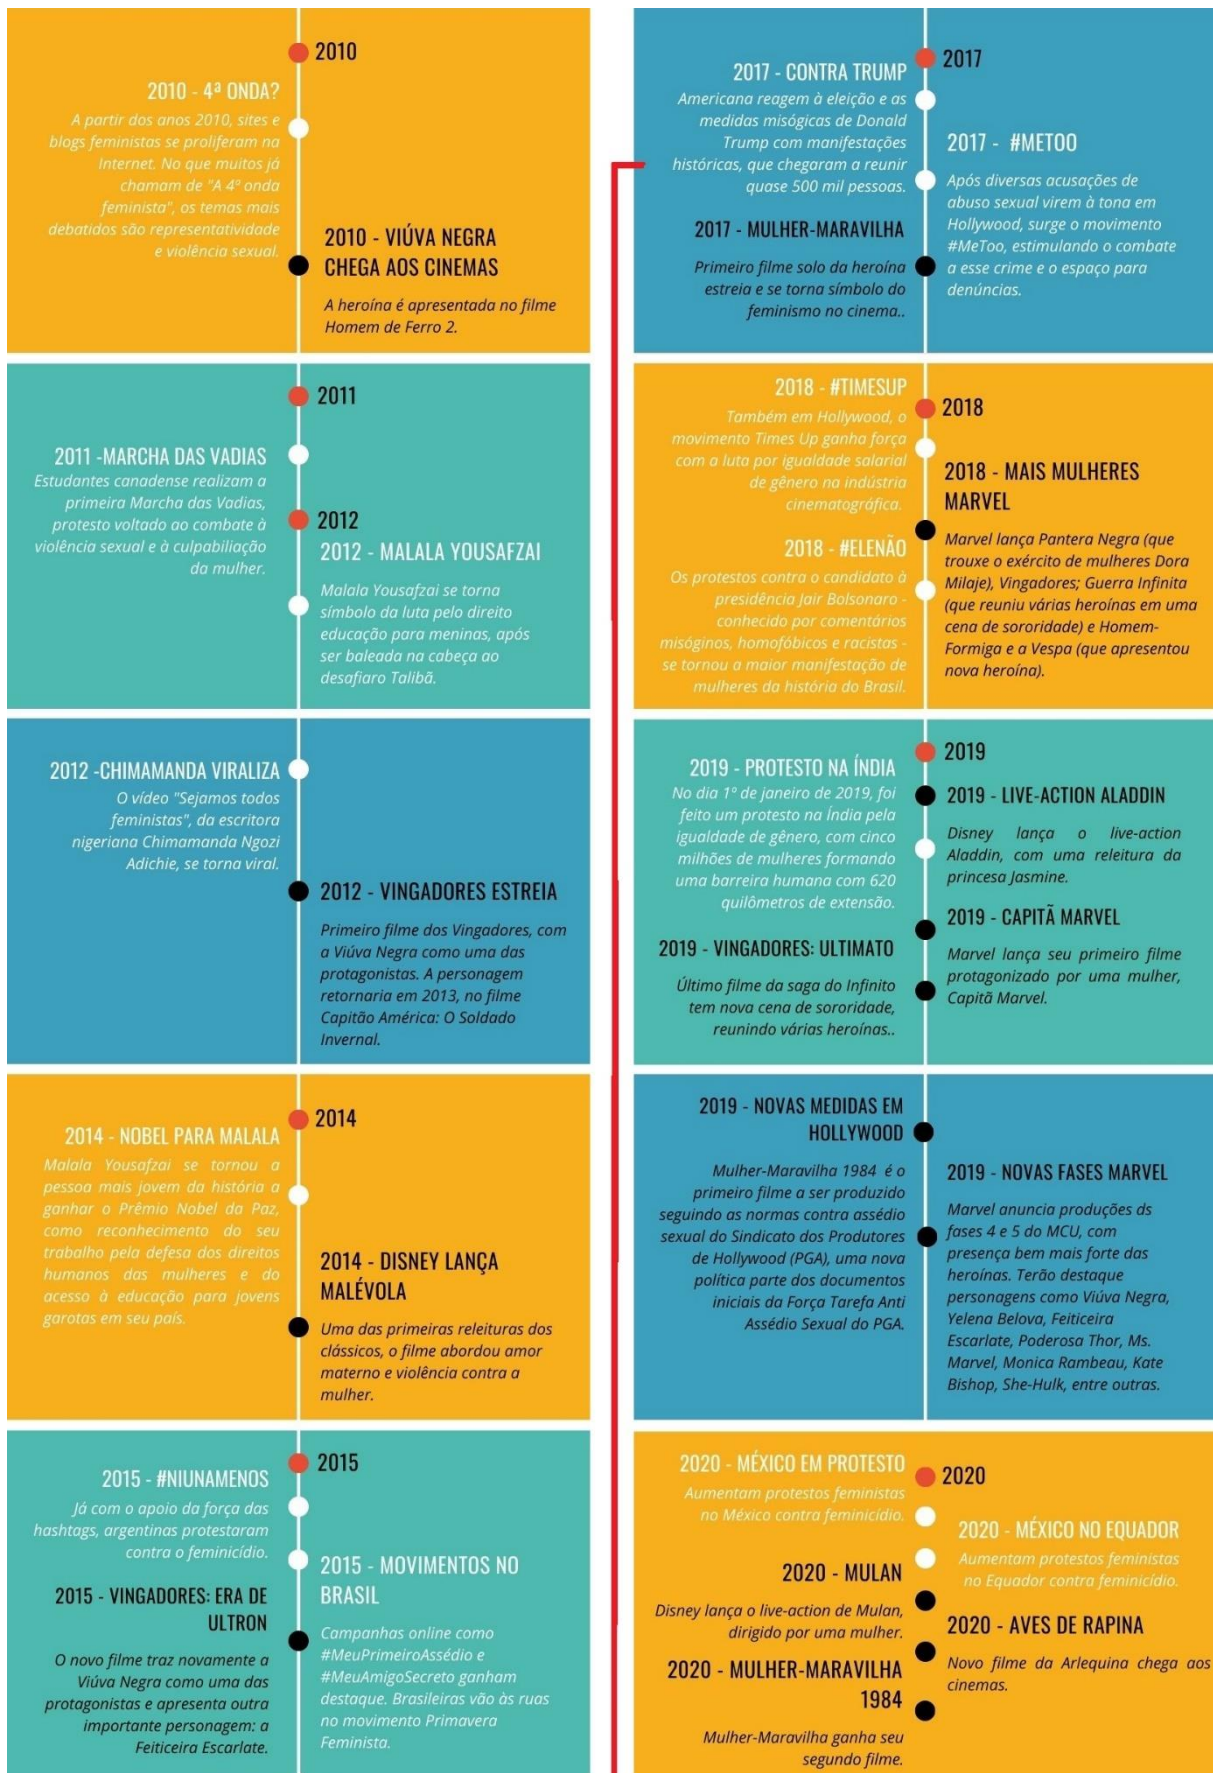 2010
2010 - 4ª ONDA?
A partir dos anos 2010, sites e
blogs feministas se proliferam na
Internet. No que muitos já
chamam de "A 4ª onda
feminista", os temas mais
debatidos são representatividade
e violência sexual.
2010 - VIÚVA NEGRA
CHEGA AOS CINEMAS
A heroína é apresentada no filme
Homem de Ferro 2.
2011
2011 -MARCHA DAS VADIAS
Estudantes canadense realizam a
primeira Marcha das Vadias,
protesto voltado ao combate à
violência sexual e à culpabiliação
da mulher.
2012
2012 - MALALA YOUSAFZAI
Malala Yousafzai se torna
símbolo da luta pelo direito
educação para meninas, após
ser baleada na cabeça ao
desafiaro Talibã.
2012 -CHIMAMANDA VIRALIZA
O vídeo "Sejamos todos
feministas", da escritora
nigeriana Chimamanda Ngozi
Adichie, se torna viral.
2012 - VINGADORES ESTREIA
Primeiro filme dos Vingadores, com
a Viúva Negra como uma das
protagonistas. A personagem
retornaria em 2013, no filme
Capitão América: O Soldado
Invernal.
2014
2014 - NOBEL PARA MALALA
Malala Yousafzai se tornou a
pessoa mais jovem da história a
ganhar o Prêmio Nobel da Paz,
como reconhecimento do seu
trabalho pela defesa dos direitos
humanos das mulheres e do
acesso à educação para jovens
garotas em seu país.
2014 - DISNEY LANÇA
MALÉVOLA
Uma das primeiras releituras dos
clássicos, o filme abordou amor
materno e violência contra a
mulher.
2015
2015 - #NIUNAMENOS
Já com o apoio da força das
hashtags, argentinas protestaram
contra o feminicídio.
2015 - MOVIMENTOS NO
BRASIL
Campanhas online como
#MeuPrimeiroAssédio e
#MeuAmigoSecreto ganham
destaque. Brasileiras vão às ruas
no movimento Primavera
Feminista.
2015 - VINGADORES: ERA DE
ULTRON
O novo filme traz novamente a
Viúva Negra como uma das
protagonistas e apresenta outra
importante personagem: a
Feiticeira Escarlate.
2017
2017 - CONTRA TRUMP
Americana reagem à eleição e as
medidas misógicas de Donald
Trump com manifestações
históricas, que chegaram a reunir
quase 500 mil pessoas.
2017 - #METOO
Após diversas acusações de
abuso sexual virem à tona em
Hollywood, surge o movimento
#MeToo, estimulando o combate
a esse crime e o espaço para
denúncias.
2017 - MULHER-MARAVILHA
Primeiro filme solo da heroína
estreia e se torna símbolo do
feminismo no cinema..
2018
2018 - #TIMESUP
Também em Hollywood, o
movimento Times Up ganha força
com a luta por igualdade salarial
de gênero na indústria
cinematográfica.
2018 - MAIS MULHERES
MARVEL
Marvel lança Pantera Negra (que
trouxe o exército de mulheres Dora
Milaje), Vingadores; Guerra Infinita
(que reuniu várias heroínas em uma
cena de sororidade) e Homem-
Formiga e a Vespa (que apresentou
nova heroína).
2018 - #ELENÃO
Os protestos contra o candidato à
presidência Jair Bolsonaro -
conhecido por comentários
misóginos, homofóbicos e racistas -
se tornou a maior manifestação de
mulheres da história do Brasil.
2019
2019 - PROTESTO NA ÍNDIA
No dia 1º de janeiro de 2019, foi
feito um protesto na Índia pela
igualdade de gênero, com cinco
milhões de mulheres formando
uma barreira humana com 620
quilômetros de extensão.
2019 - LIVE-ACTION ALADDIN
Disney lança o live-action
Aladdin, com uma releitura da
princesa Jasmine.
2019 - CAPITÃ MARVEL
Marvel lança seu primeiro filme
protagonizado por uma mulher,
Capitã Marvel.
2019 - VINGADORES: ULTIMATO
Último filme da saga do Infinito
tem nova cena de sororidade,
reunindo várias heroínas..
2019 - NOVAS MEDIDAS EM
HOLLYWOOD
Mulher-Maravilha 1984 é o
primeiro filme a ser produzido
seguindo as normas contra assédio
sexual do Sindicato dos Produtores
de Hollywood (PGA), uma nova
política parte dos documentos
iniciais da Força Tarefa Anti
Assédio Sexual do PGA.
2019 - NOVAS FASES MARVEL
Marvel anuncia produções ds
fases 4 e 5 do MCU, com
presença bem mais forte das
heroínas. Terão destaque
personagens como Viúva Negra,
Yelena Belova, Feiticeira
Escarlate, Poderosa Thor, Ms.
Marvel, Monica Rambeau, Kate
Bishop, She-Hulk, entre outras.
2020
2020 - MÉXICO EM PROTESTO
Aumentam protestos feministas
no México contra feminicídio.
2020 - MÉXICO NO EQUADOR
Aumentam protestos feministas
no Equador contra feminicídio.
2020 - MULAN
Disney lança o live-action de Mulan,
dirigido por uma mulher.
2020 - AVES DE RAPINA
Novo filme da Arlequina chega aos
cinemas.
2020 - MULHER-MARAVILHA
1984
Mulher-Maravilha ganha seu
segundo filme.